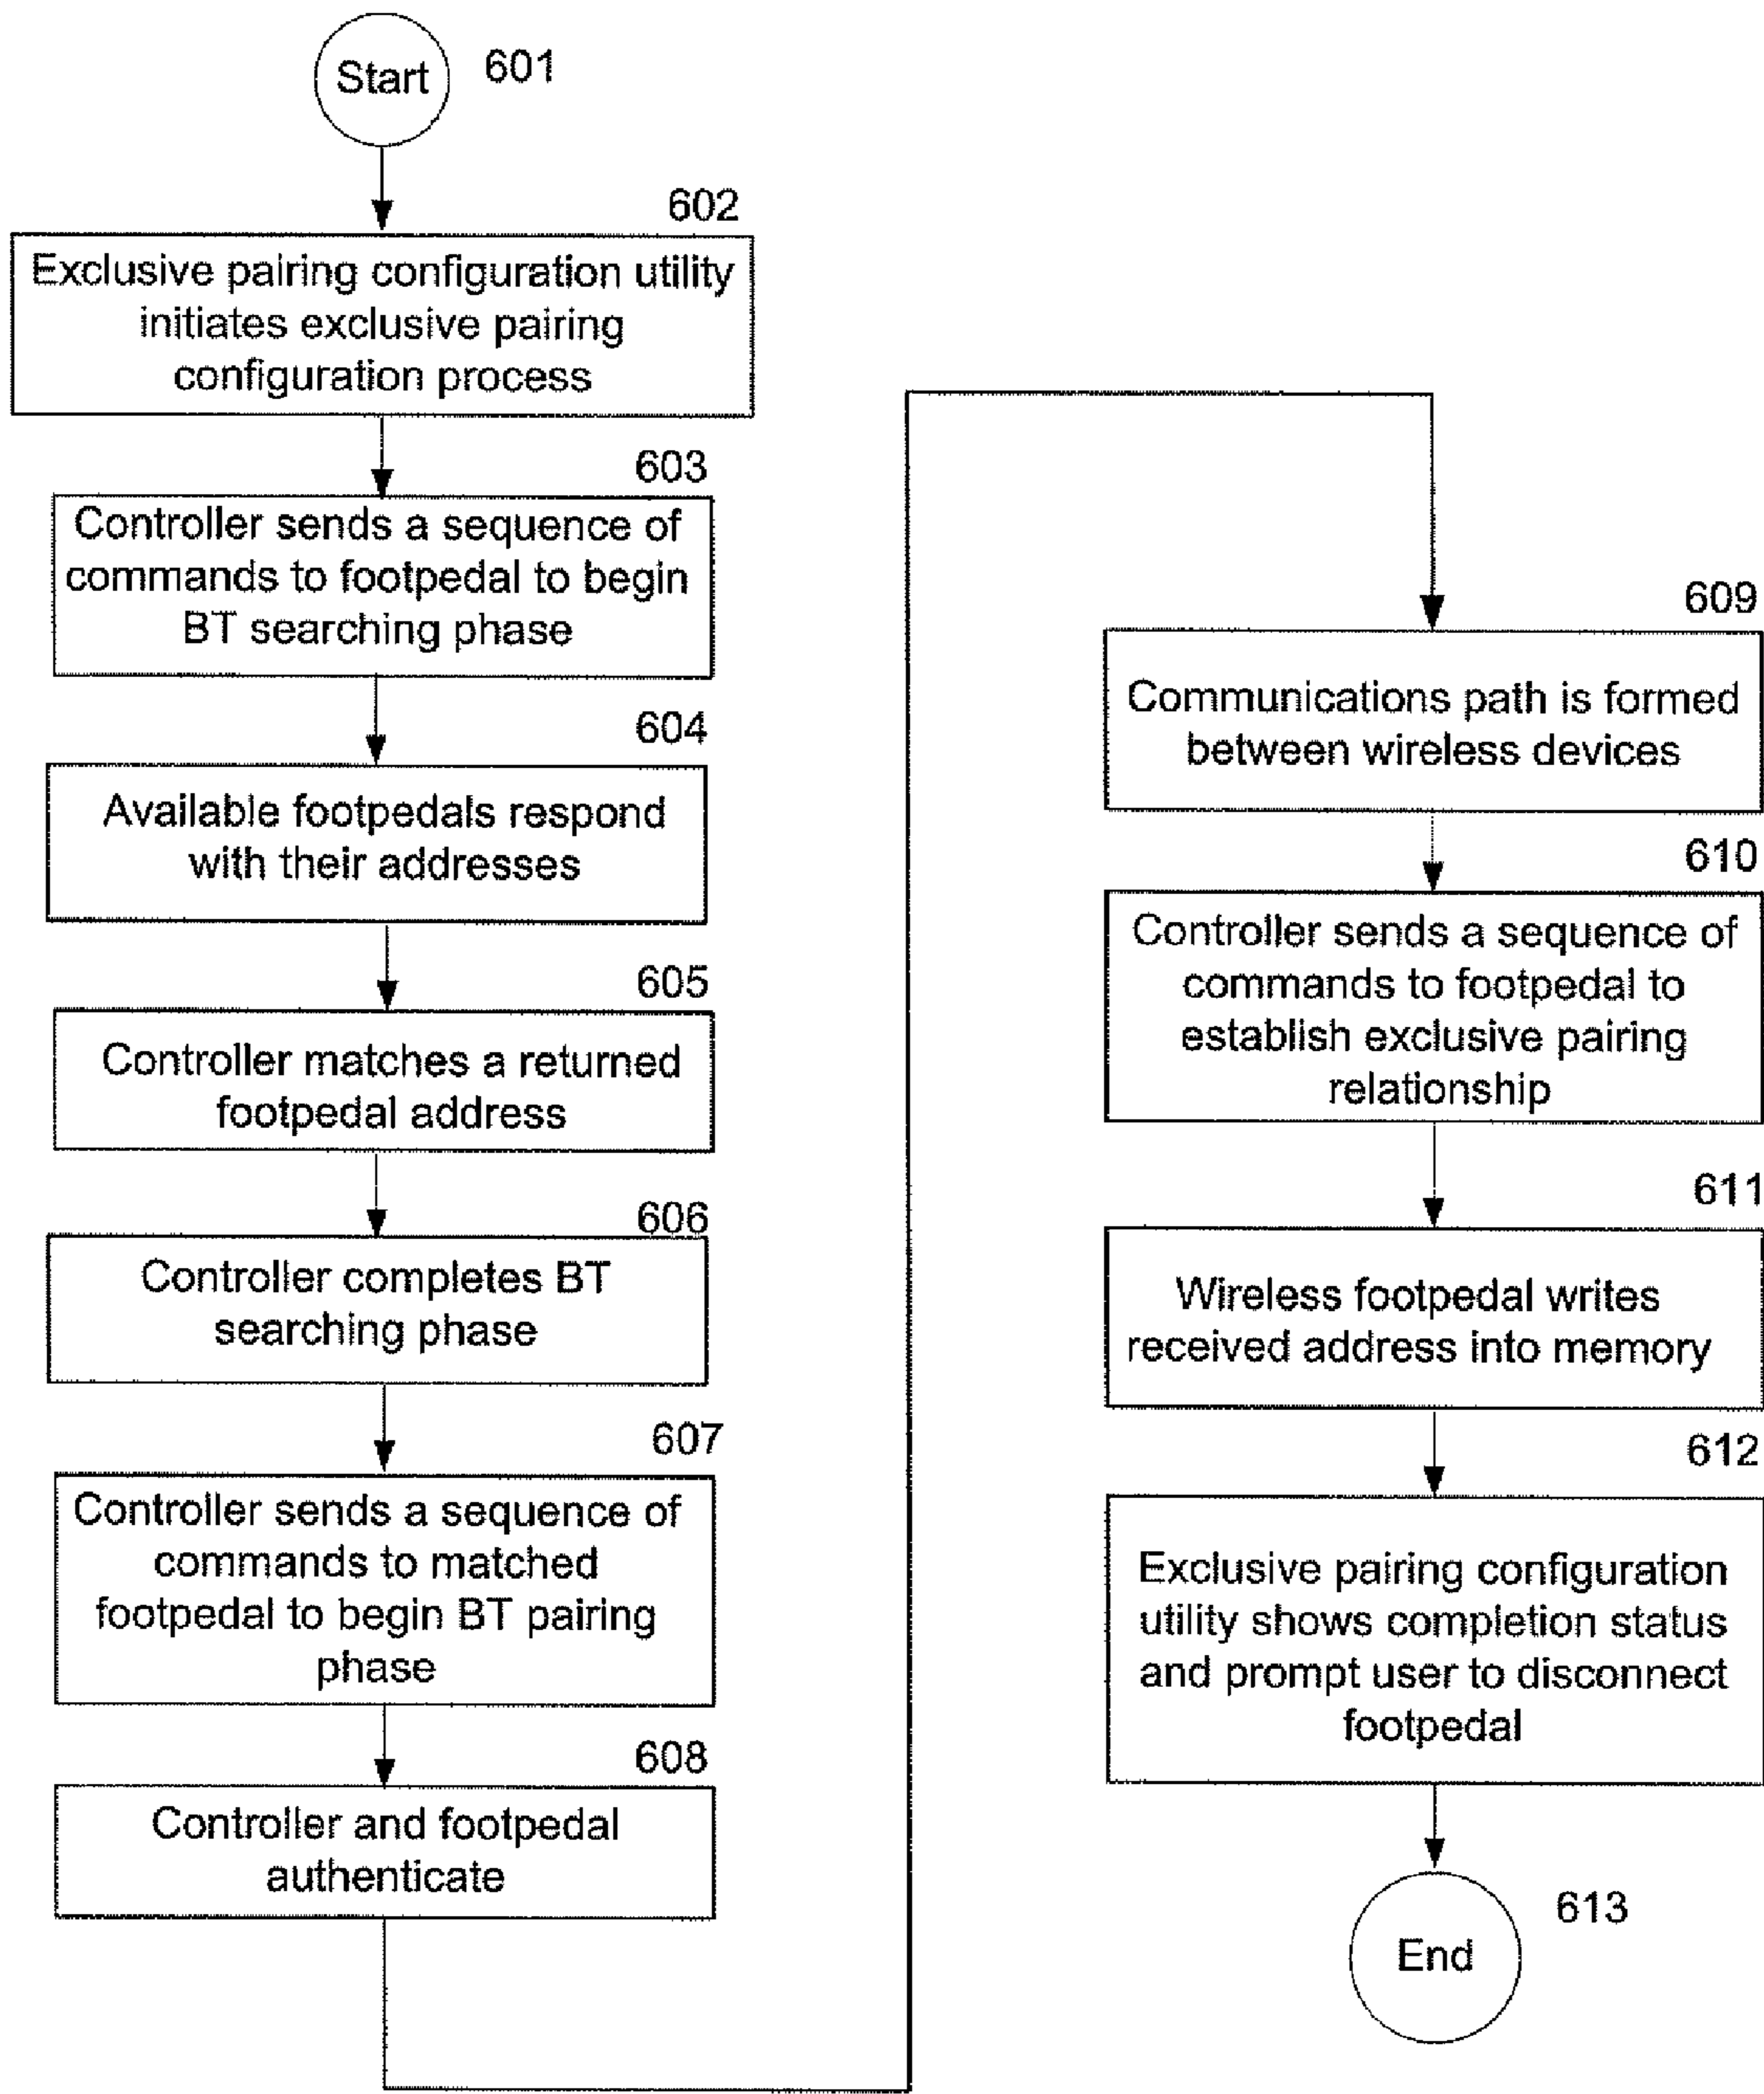 Start
601
602
Exclusive pairing configuration utility
initiates exclusive pairing
configuration process
603
Controller sends a sequence of
commands to footpedal to begin
BT searching phase
604
Available footpedals respond
with their addresses
605
Controller matches a returned
footpedal address
606
Controller completes BT
searching phase
607
Controller sends a sequence of
commands to matched
footpedal to begin BT pairing
phase
608
Controller and footpedal
authenticate
609
Communications path is formed
between wireless devices
610
Controller sends a sequence of
commands to footpedal to
establish exclusive pairing
relationship
611
Wireless footpedal writes
received address into memory
612
Exclusive pairing configuration
utility shows completion status
and prompt user to disconnect
footpedal
613
End